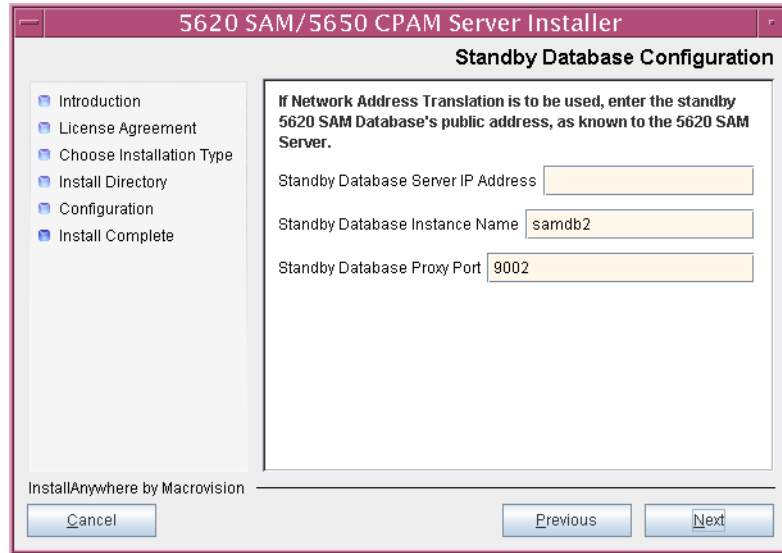 5620 SAM/5650 CPAM Server Installer
Standby Database Configuration
Introduction
License Agreement
Choose Installation Type
Install Directory
Configuration
Install Complete
If Network Address Translation is to be used, enter the standby
5620 SAM Database's public address, as known to the 5620 SAM
Server.
Standby Database Server IP Address
Standby Database Instance Name samdb2
Standby Database Proxy Port 9002
InstallAnywhere by Macrovision
Cancel Previous Next